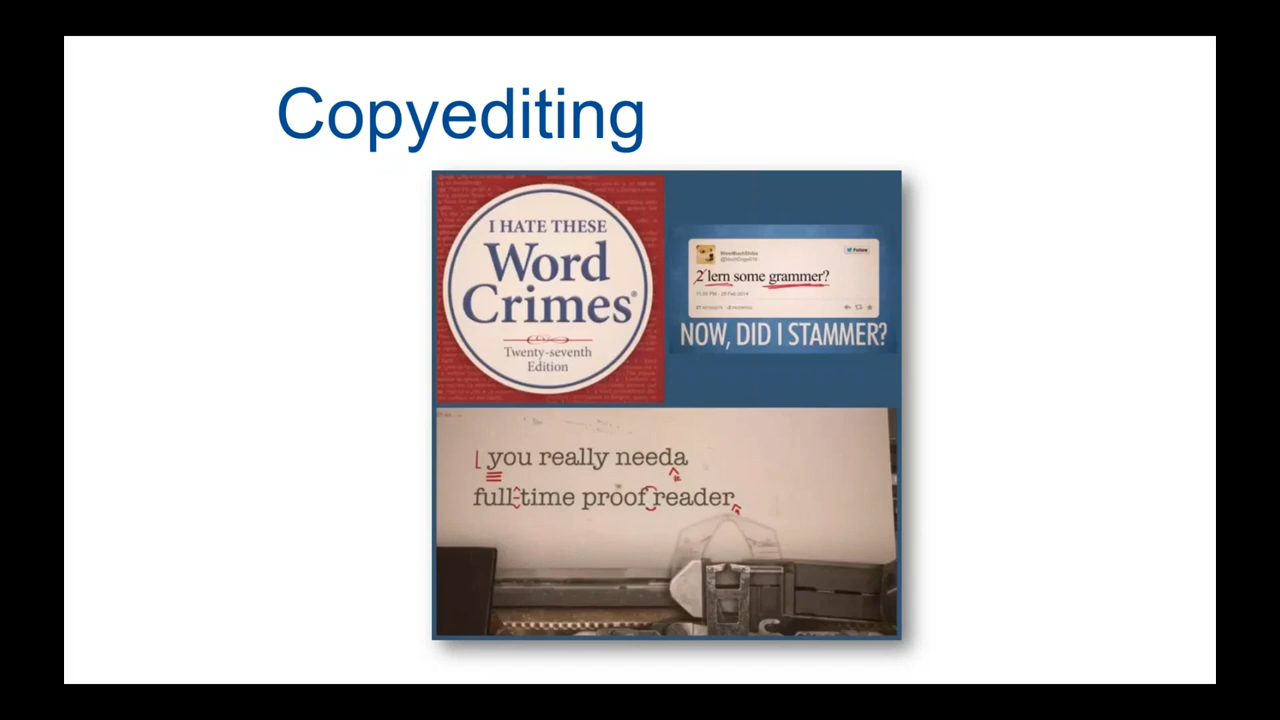 Copyediting
I HATE THESE
Word
Crimes®
Twenty-seventh
Edition
Follow
2 lern some grammer?
NOW, DID I STAMMER?
you really needa
full-time proof reader